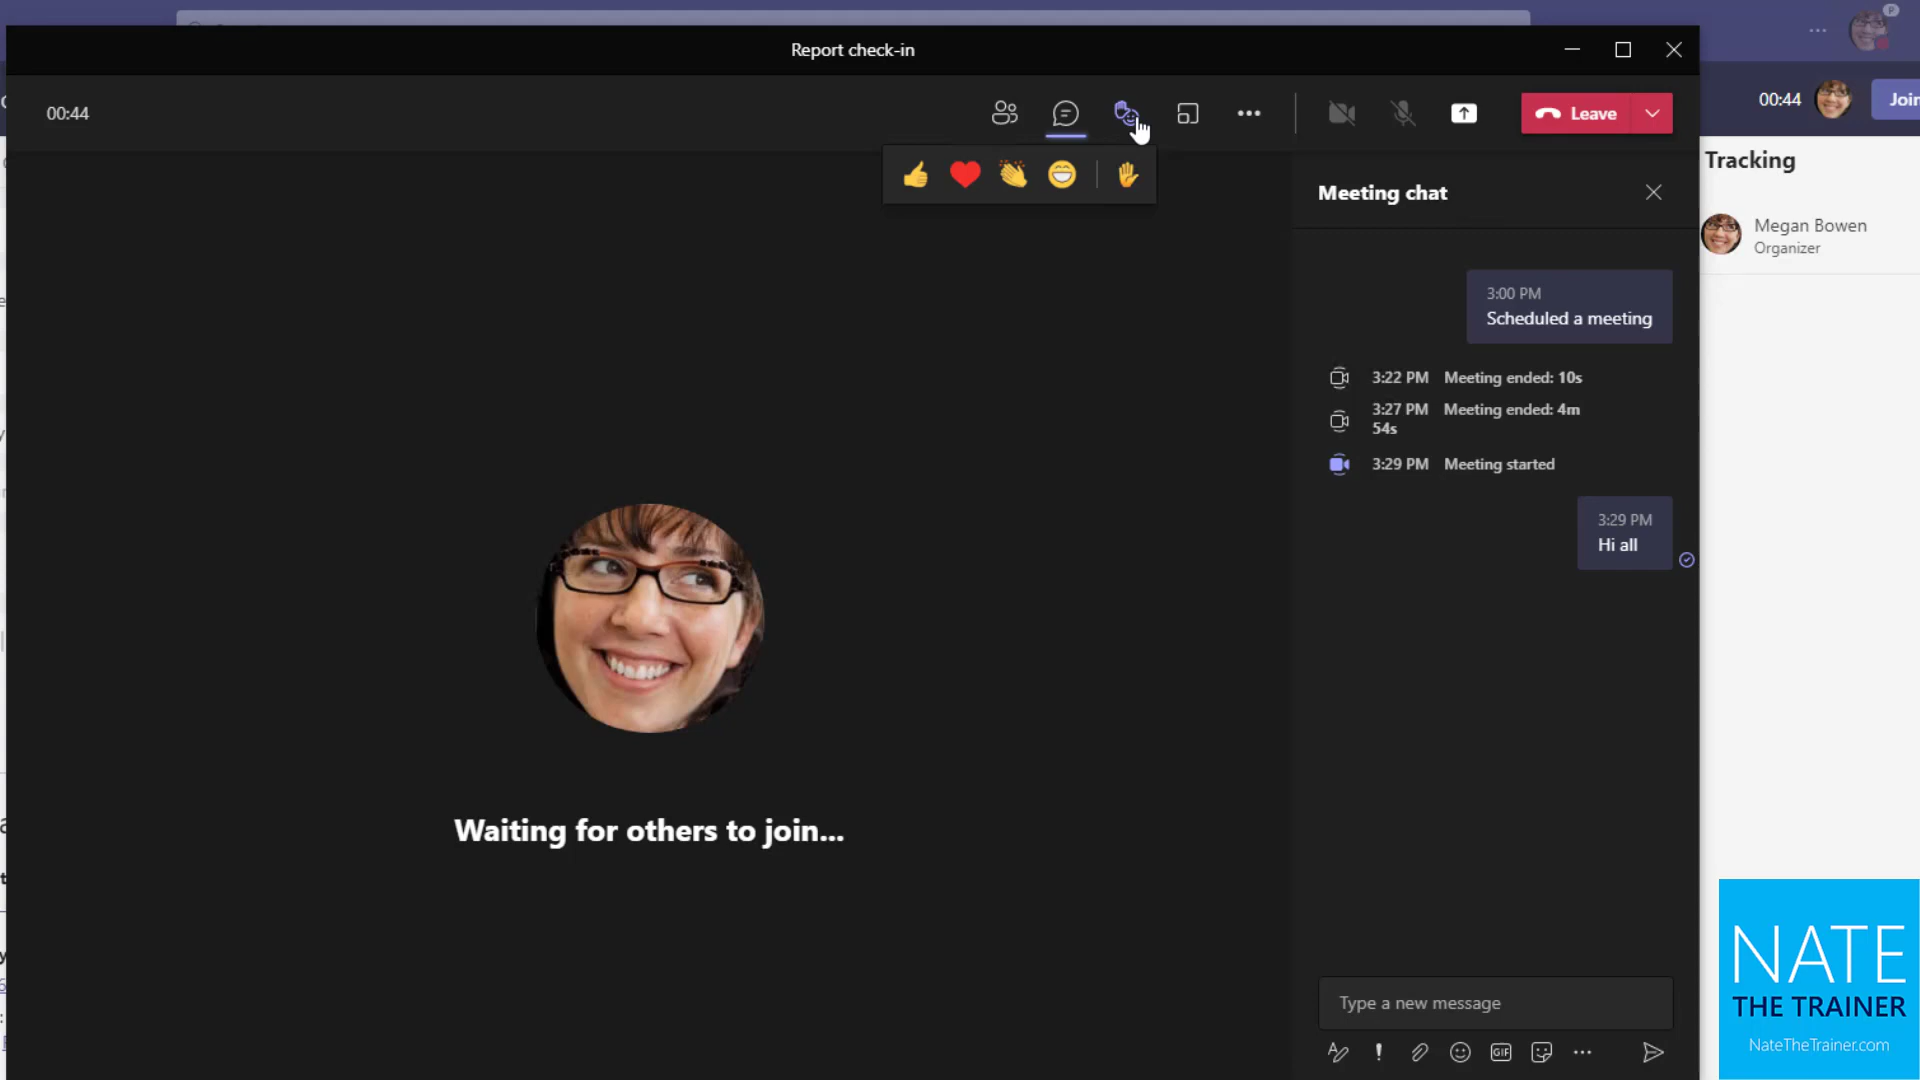 Report check-in
00:44
Leave
00:44
Join
Tracking
Megan Bowen
Organizer
Meeting chat
3:00 PM
Scheduled a meeting
3:22 PM Meeting ended: 10s
3:27 PM Meeting ended: 4m
54s
3:29 PM Meeting started
3:29 PM
Hi all
Waiting for others to join...
Type a new message
GIF
NATE
THE TRAINER
NateTheTrainer.com